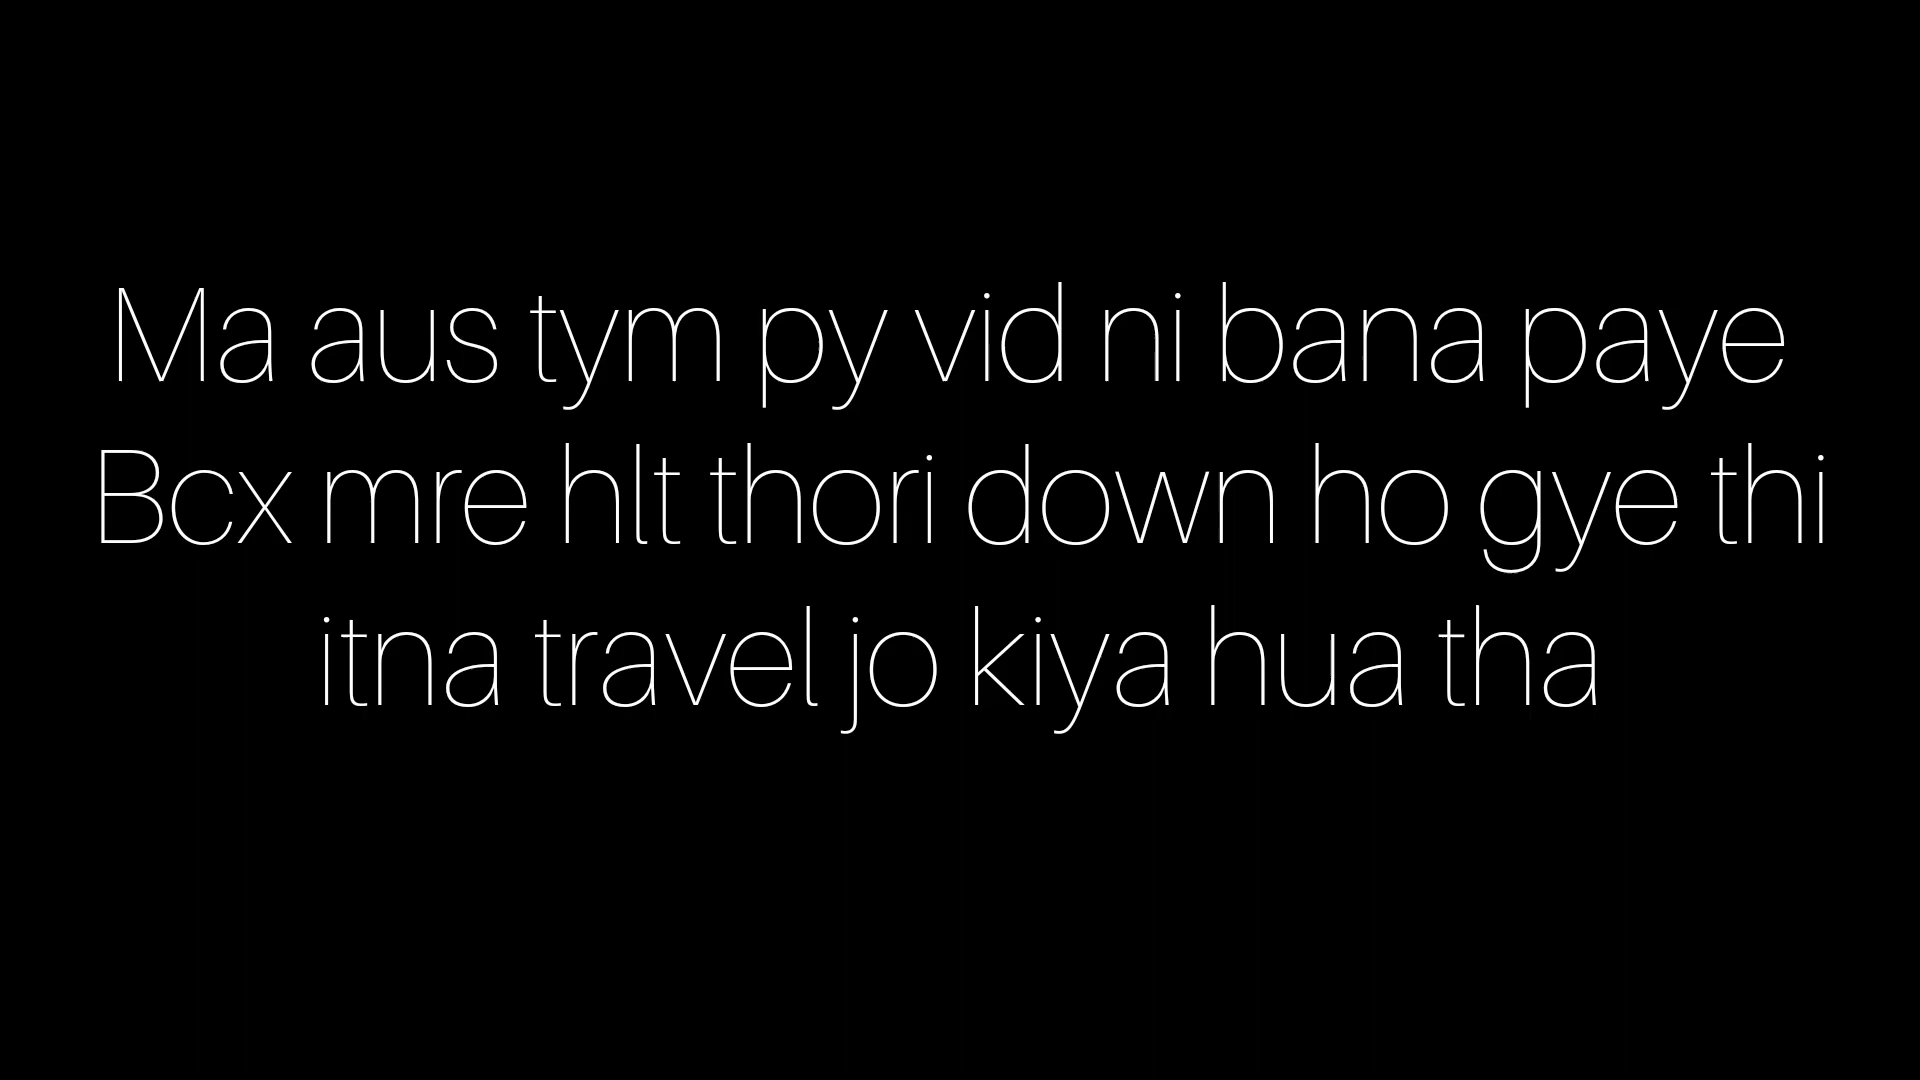 Ma aus tym py vid ni bana paye
Bcx mre hlt thori down ho gye thi
itna travel jo kiya hua tha